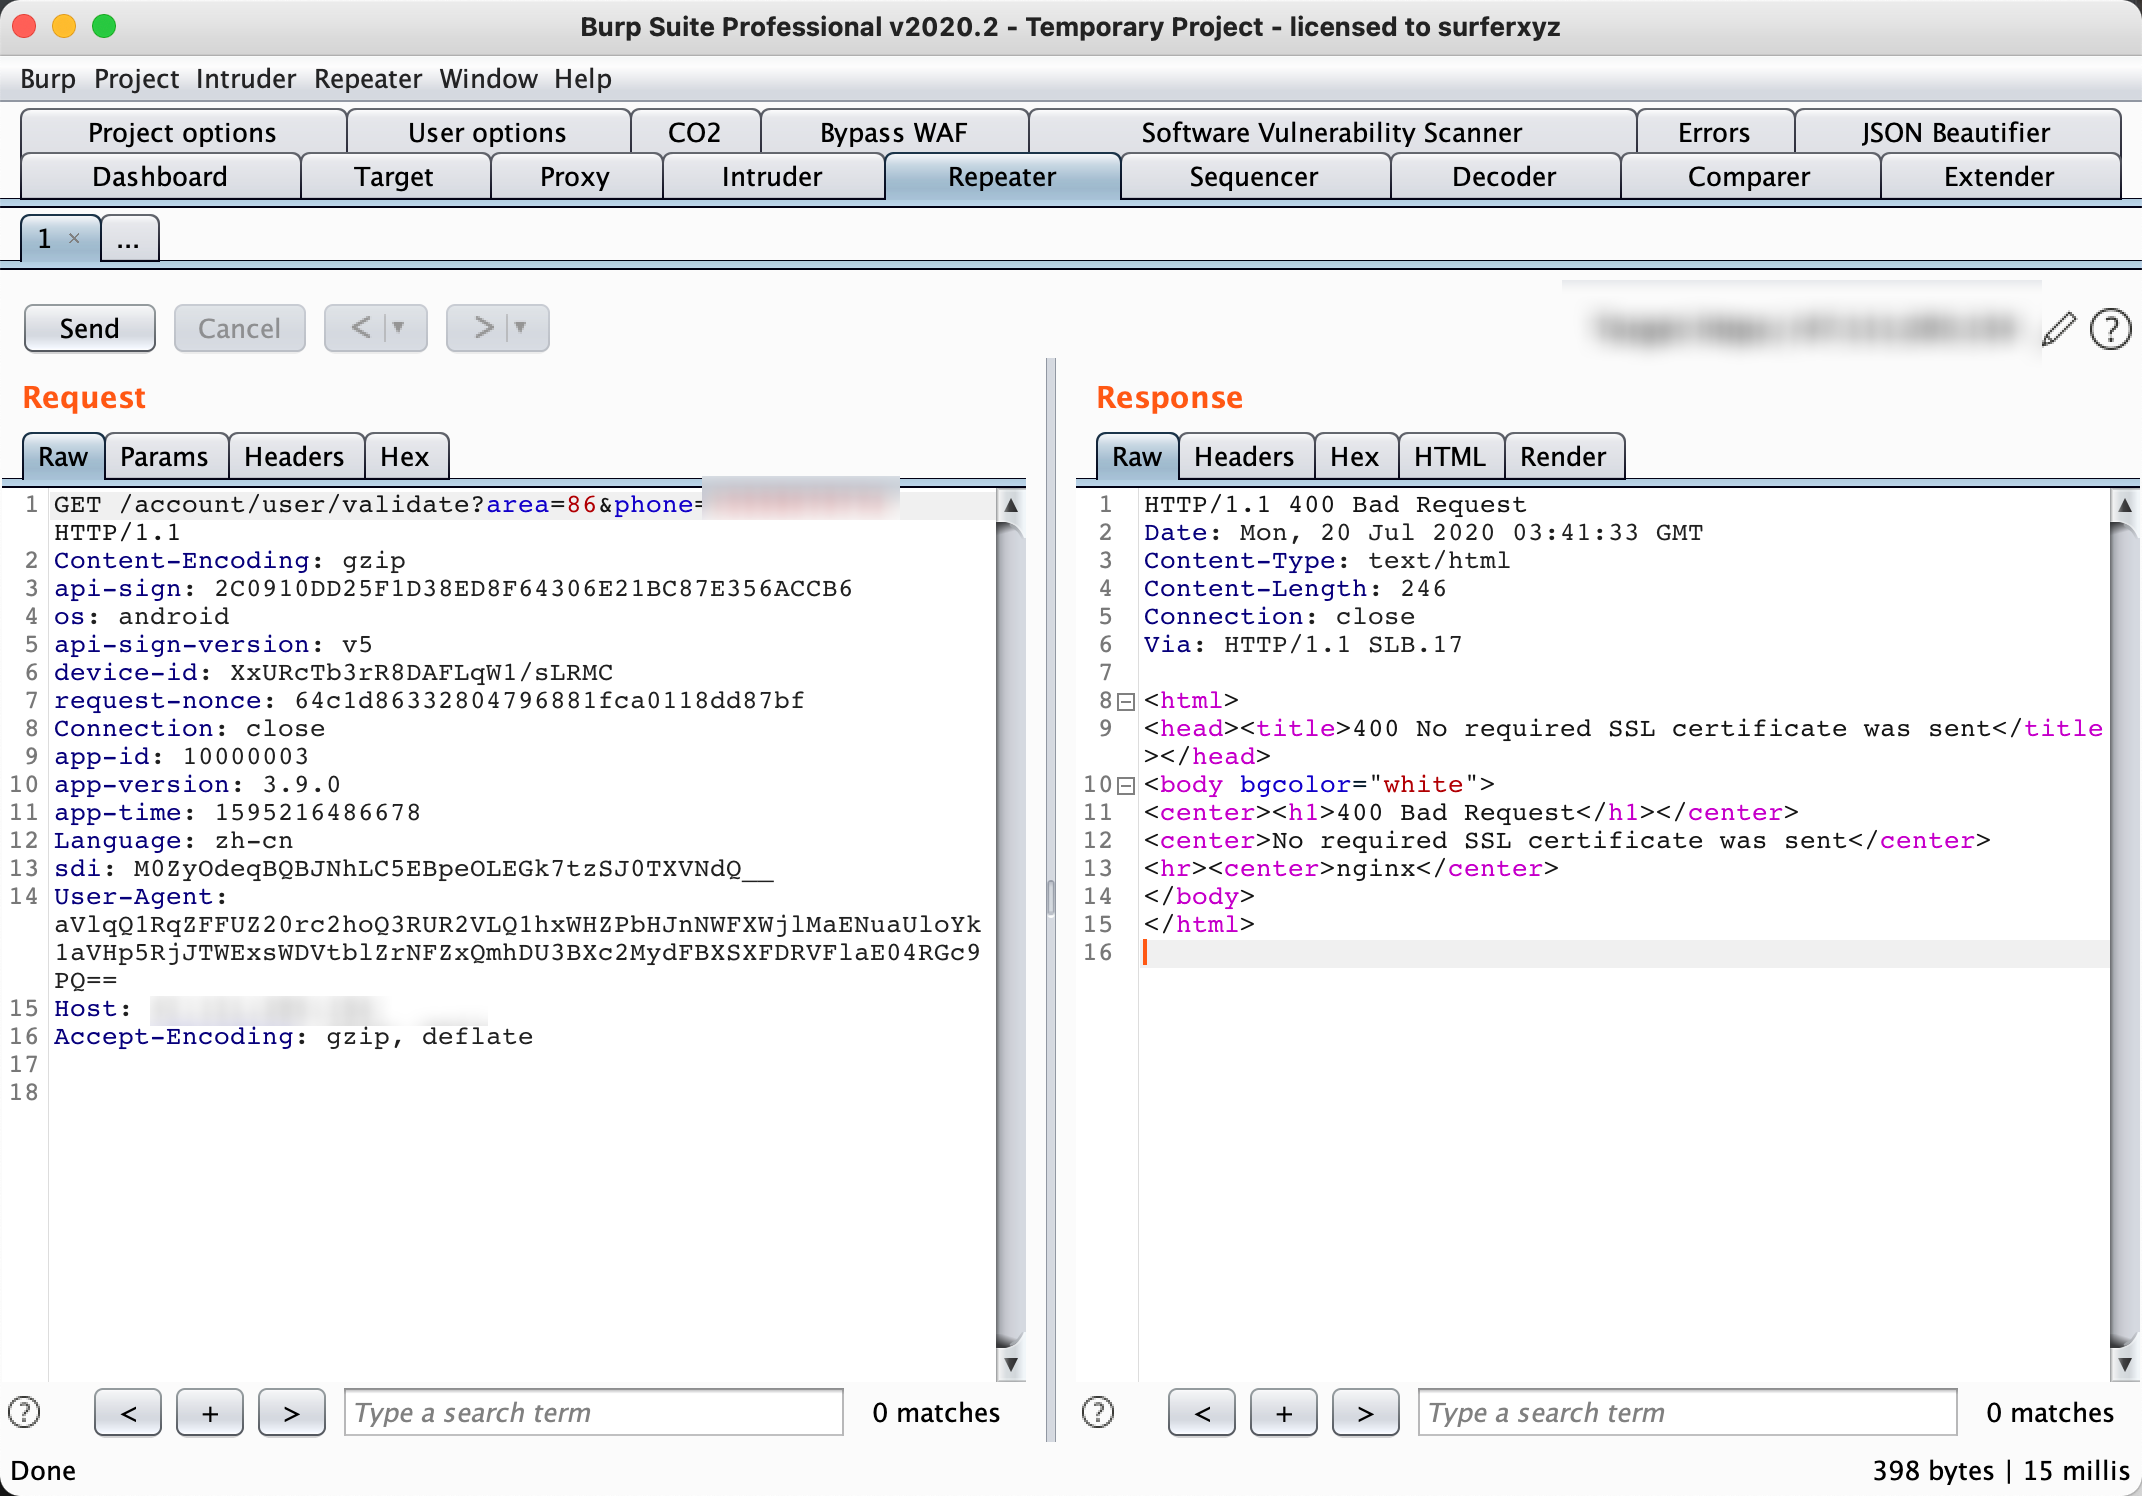 Burp Suite Professional v2020.2 - Temporary Project - licensed to surferxyz
Burp Project Intruder Repeater Window Help
Project options User options CO2 Bypass WAF Software Vulnerability Scanner Errors JSON Beautifier
Dashboard Target Proxy Intruder Repeater Sequencer Decoder Comparer Extender
1 × ...
Send Cancel < ▼ > ▼ ?
Request
Raw Params Headers Hex
1 GET /account/user/validate?area=86&phone=
HTTP/1.1
2 Content-Encoding: gzip
3 api-sign: 2C0910DD25F1D38ED8F64306E21BC87E356ACCB6
4 os: android
5 api-sign-version: v5
6 device-id: XxURcTb3rR8DAFLqW1/sLRMC
7 request-nonce: 64c1d86332804796881fca0118dd87bf
8 Connection: close
9 app-id: 10000003
10 app-version: 3.9.0
11 app-time: 1595216486678
12 Language: zh-cn
13 sdi: M0ZyOdeqBQBJNhLC5EBpeOLEGk7tzSJ0TXVNdQ__
14 User-Agent:
aVlqQ1RqZFFUZ20rc2hoQ3RUR2VLQ1hxWHZPbHJnNWFXWjlMaENuaUloYk
1aVHp5RjJTWExsWDVtblZrNFZxQmhDU3BXc2MydFBXSXFDRVFlaE04RGc9
PQ==
15 Host:
16 Accept-Encoding: gzip, deflate
17
18
? < + > Type a search term 0 matches
Response
Raw Headers Hex HTML Render
1 HTTP/1.1 400 Bad Request
2 Date: Mon, 20 Jul 2020 03:41:33 GMT
3 Content-Type: text/html
4 Content-Length: 246
5 Connection: close
6 Via: HTTP/1.1 SLB.17
7
8 <html>
9 <head><title>400 No required SSL certificate was sent</title
></head>
10 <body bgcolor="white">
11 <center><h1>400 Bad Request</h1></center>
12 <center>No required SSL certificate was sent</center>
13 <hr><center>nginx</center>
14 </body>
15 </html>
16
? < + > Type a search term 0 matches
Done 398 bytes | 15 millis